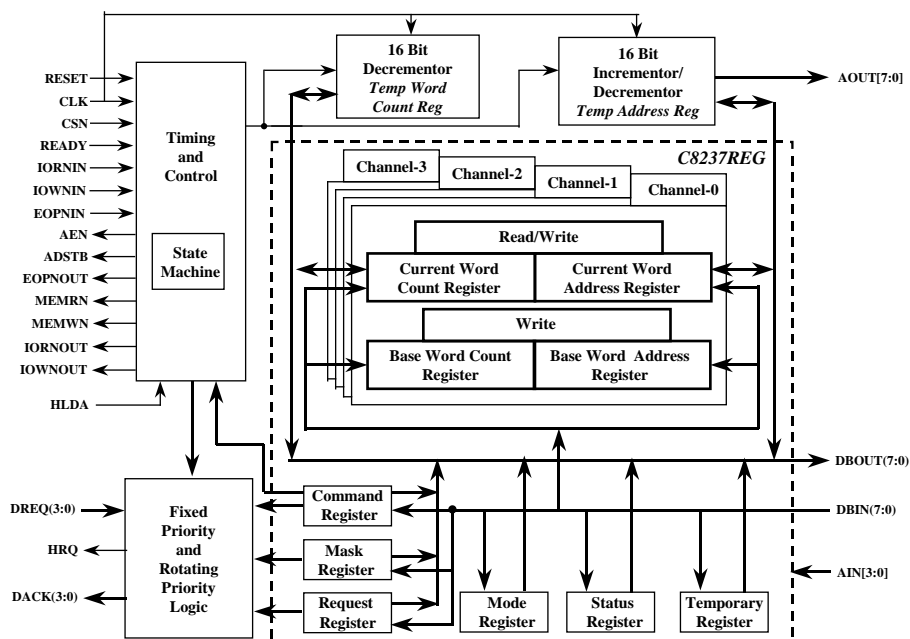 RESET
CLK
CSN
READY
IORNIN
IOWNIN
EOPNIN
AEN
ADSTB
EOPNOUT
MEMRN
MEMWN
IORNOUT
IOWNOUT
HLDA
Timing
and
Control
State
Machine
16 Bit
Decrementor
Temp Word
Count Reg
16 Bit
Incrementor/
Decrementor
Temp Address Reg
AOUT[7:0]
C8237REG
Channel-3
Channel-2
Channel-1
Channel-0
Read/Write
Current Word
Count Register
Current Word
Address Register
Write
Base Word Count
Register
Base Word Address
Register
DBOUT(7:0)
DBIN(7:0)
AIN[3:0]
DREQ(3:0)
HRQ
DACK(3:0)
Fixed
Priority
and
Rotating
Priority
Logic
Command
Register
Mask
Register
Request
Register
Mode
Register
Status
Register
Temporary
Register